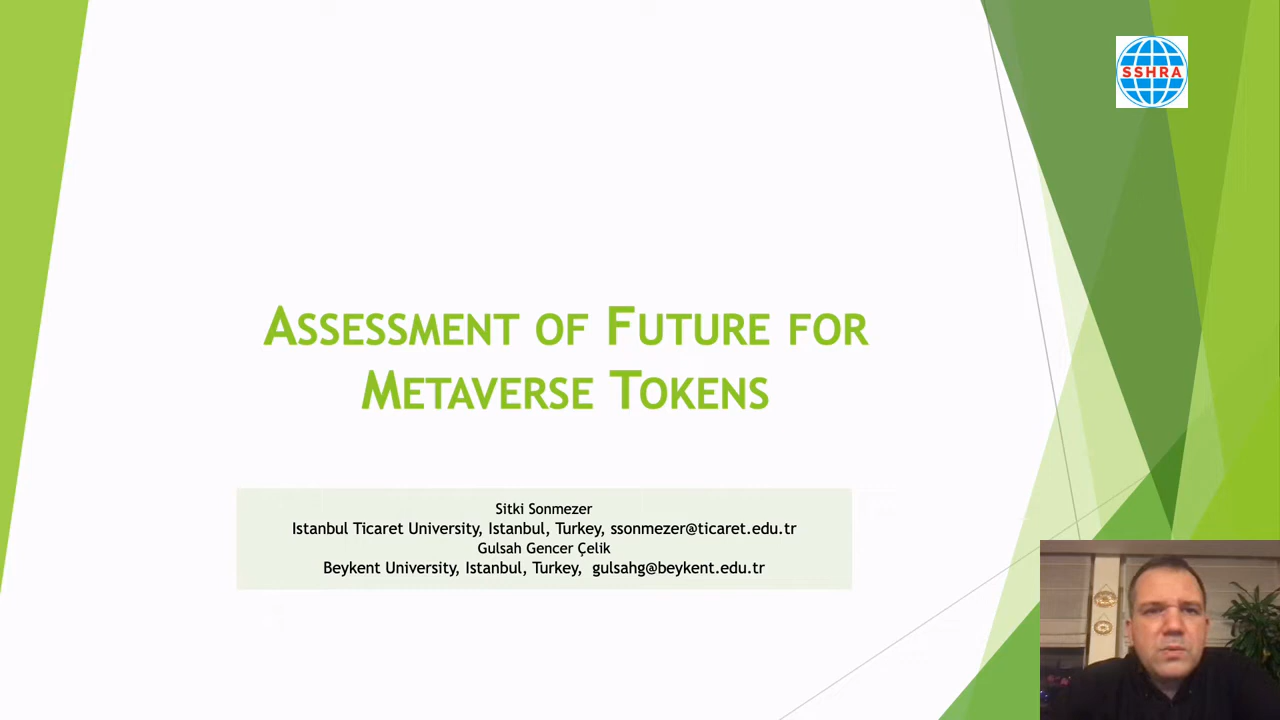 SSHRA
ASSESSMENT OF FUTURE FOR
METAVERSE TOKENS
Sitki Sonmezer
Istanbul Ticaret University, Istanbul, Turkey, ssonmezer@ticaret.edu.tr
Gulsah Gencer Çelik
Beykent University, Istanbul, Turkey, gulsahg@beykent.edu.tr